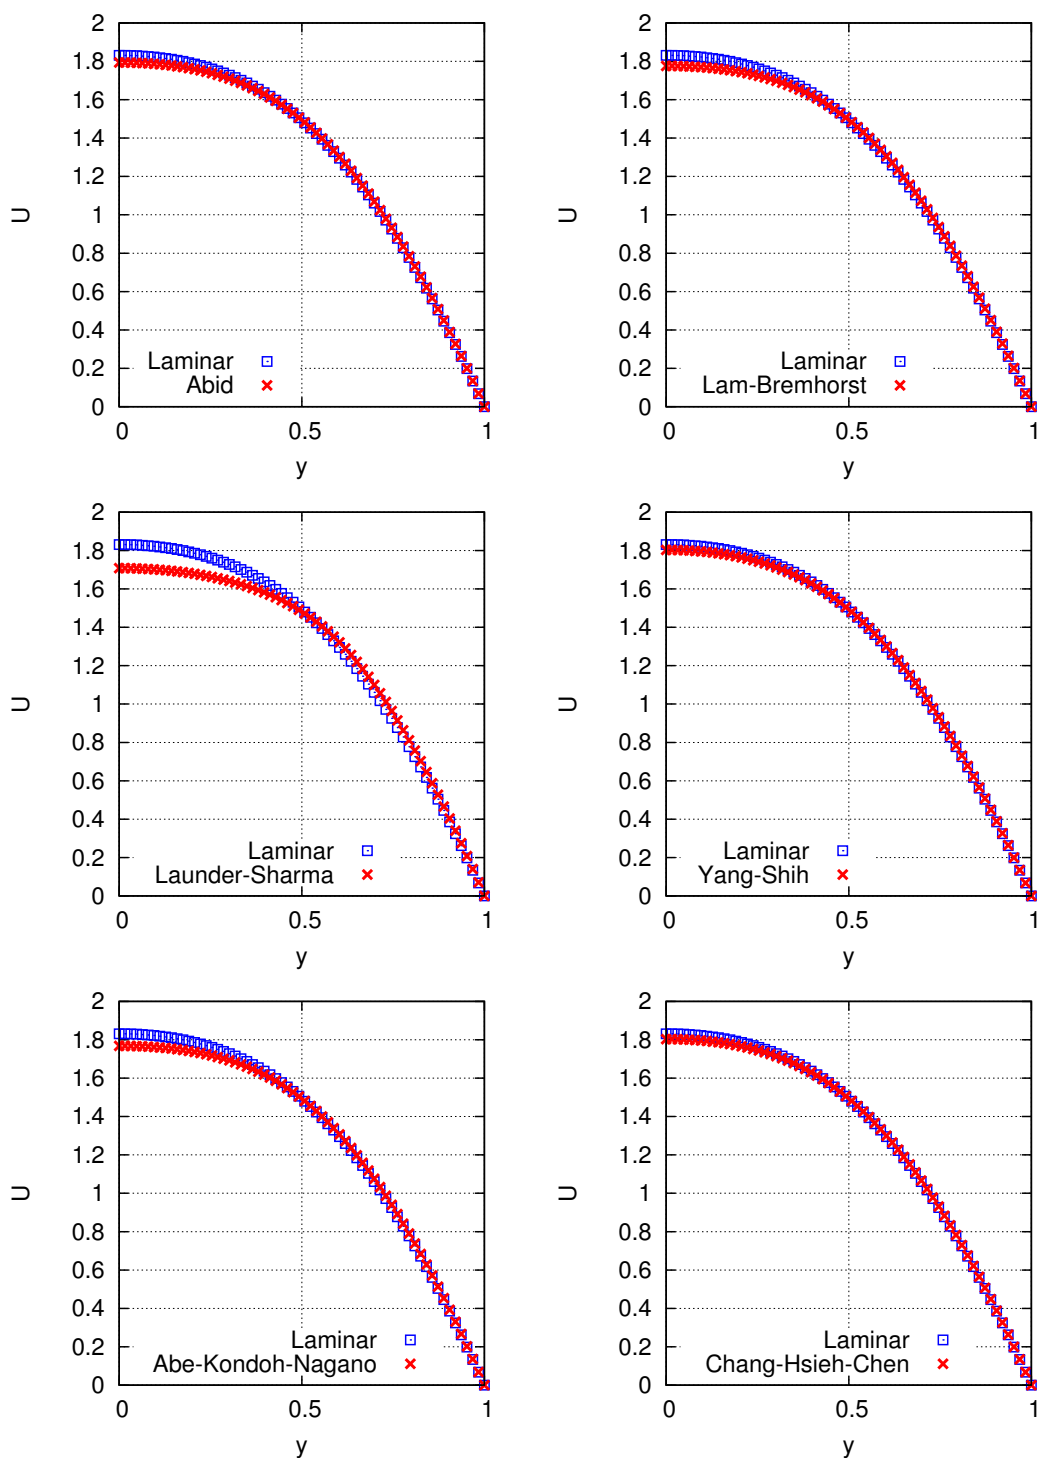 2
1.8
1.6
1.4
1.2
1
0.8
0.6
0.4
0.2
0
U
Laminar
Abid
0 0.5 1
y
2
1.8
1.6
1.4
1.2
1
0.8
0.6
0.4
0.2
0
U
Laminar
Lam-Bremhorst
0 0.5 1
y
2
1.8
1.6
1.4
1.2
1
0.8
0.6
0.4
0.2
0
U
Laminar
Launder-Sharma
0 0.5 1
y
2
1.8
1.6
1.4
1.2
1
0.8
0.6
0.4
0.2
0
U
Laminar
Yang-Shih
0 0.5 1
y
2
1.8
1.6
1.4
1.2
1
0.8
0.6
0.4
0.2
0
U
Laminar
Abe-Kondoh-Nagano
0 0.5 1
y
2
1.8
1.6
1.4
1.2
1
0.8
0.6
0.4
0.2
0
U
Laminar
Chang-Hsieh-Chen
0 0.5 1
y